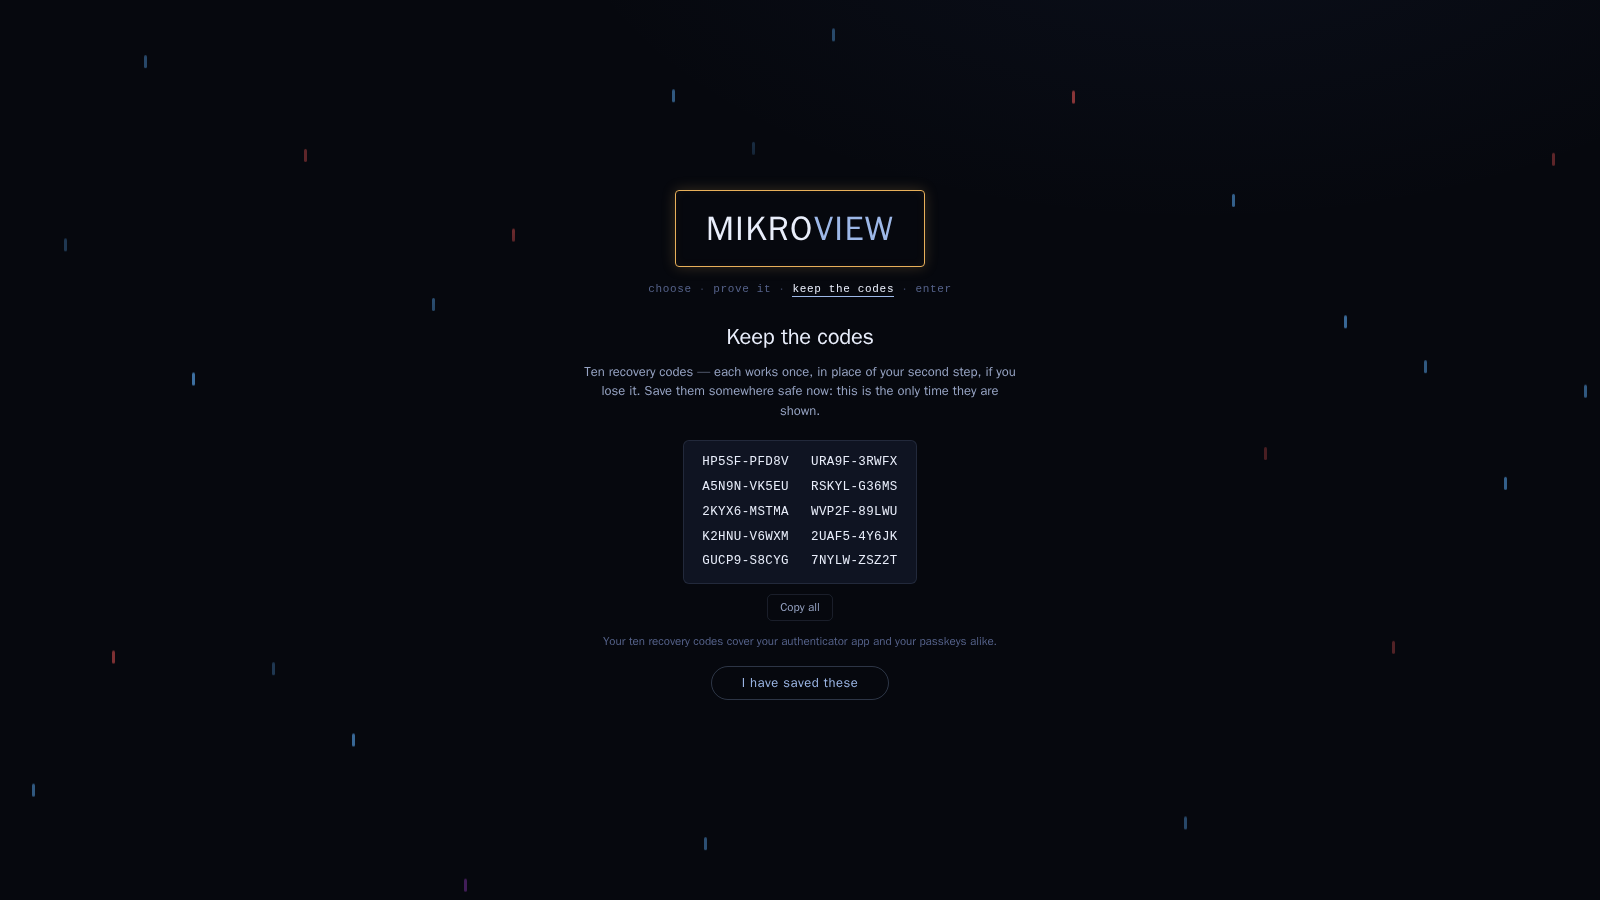 MIKROVIEW
choose · prove it · keep the codes · enter
Keep the codes
Ten recovery codes — each works once, in place of your second step, if you
lose it. Save them somewhere safe now: this is the only time they are
shown.
HP5SF-PFD8V URA9F-3RWFX
A5N9N-VK5EU RSKYL-G36MS
2KYX6-MSTMA WVP2F-89LWU
K2HNU-V6WXM 2UAF5-4Y6JK
GUCP9-S8CYG 7NYLW-ZSZ2T
Copy all
Your ten recovery codes cover your authenticator app and your passkeys alike.
I have saved these